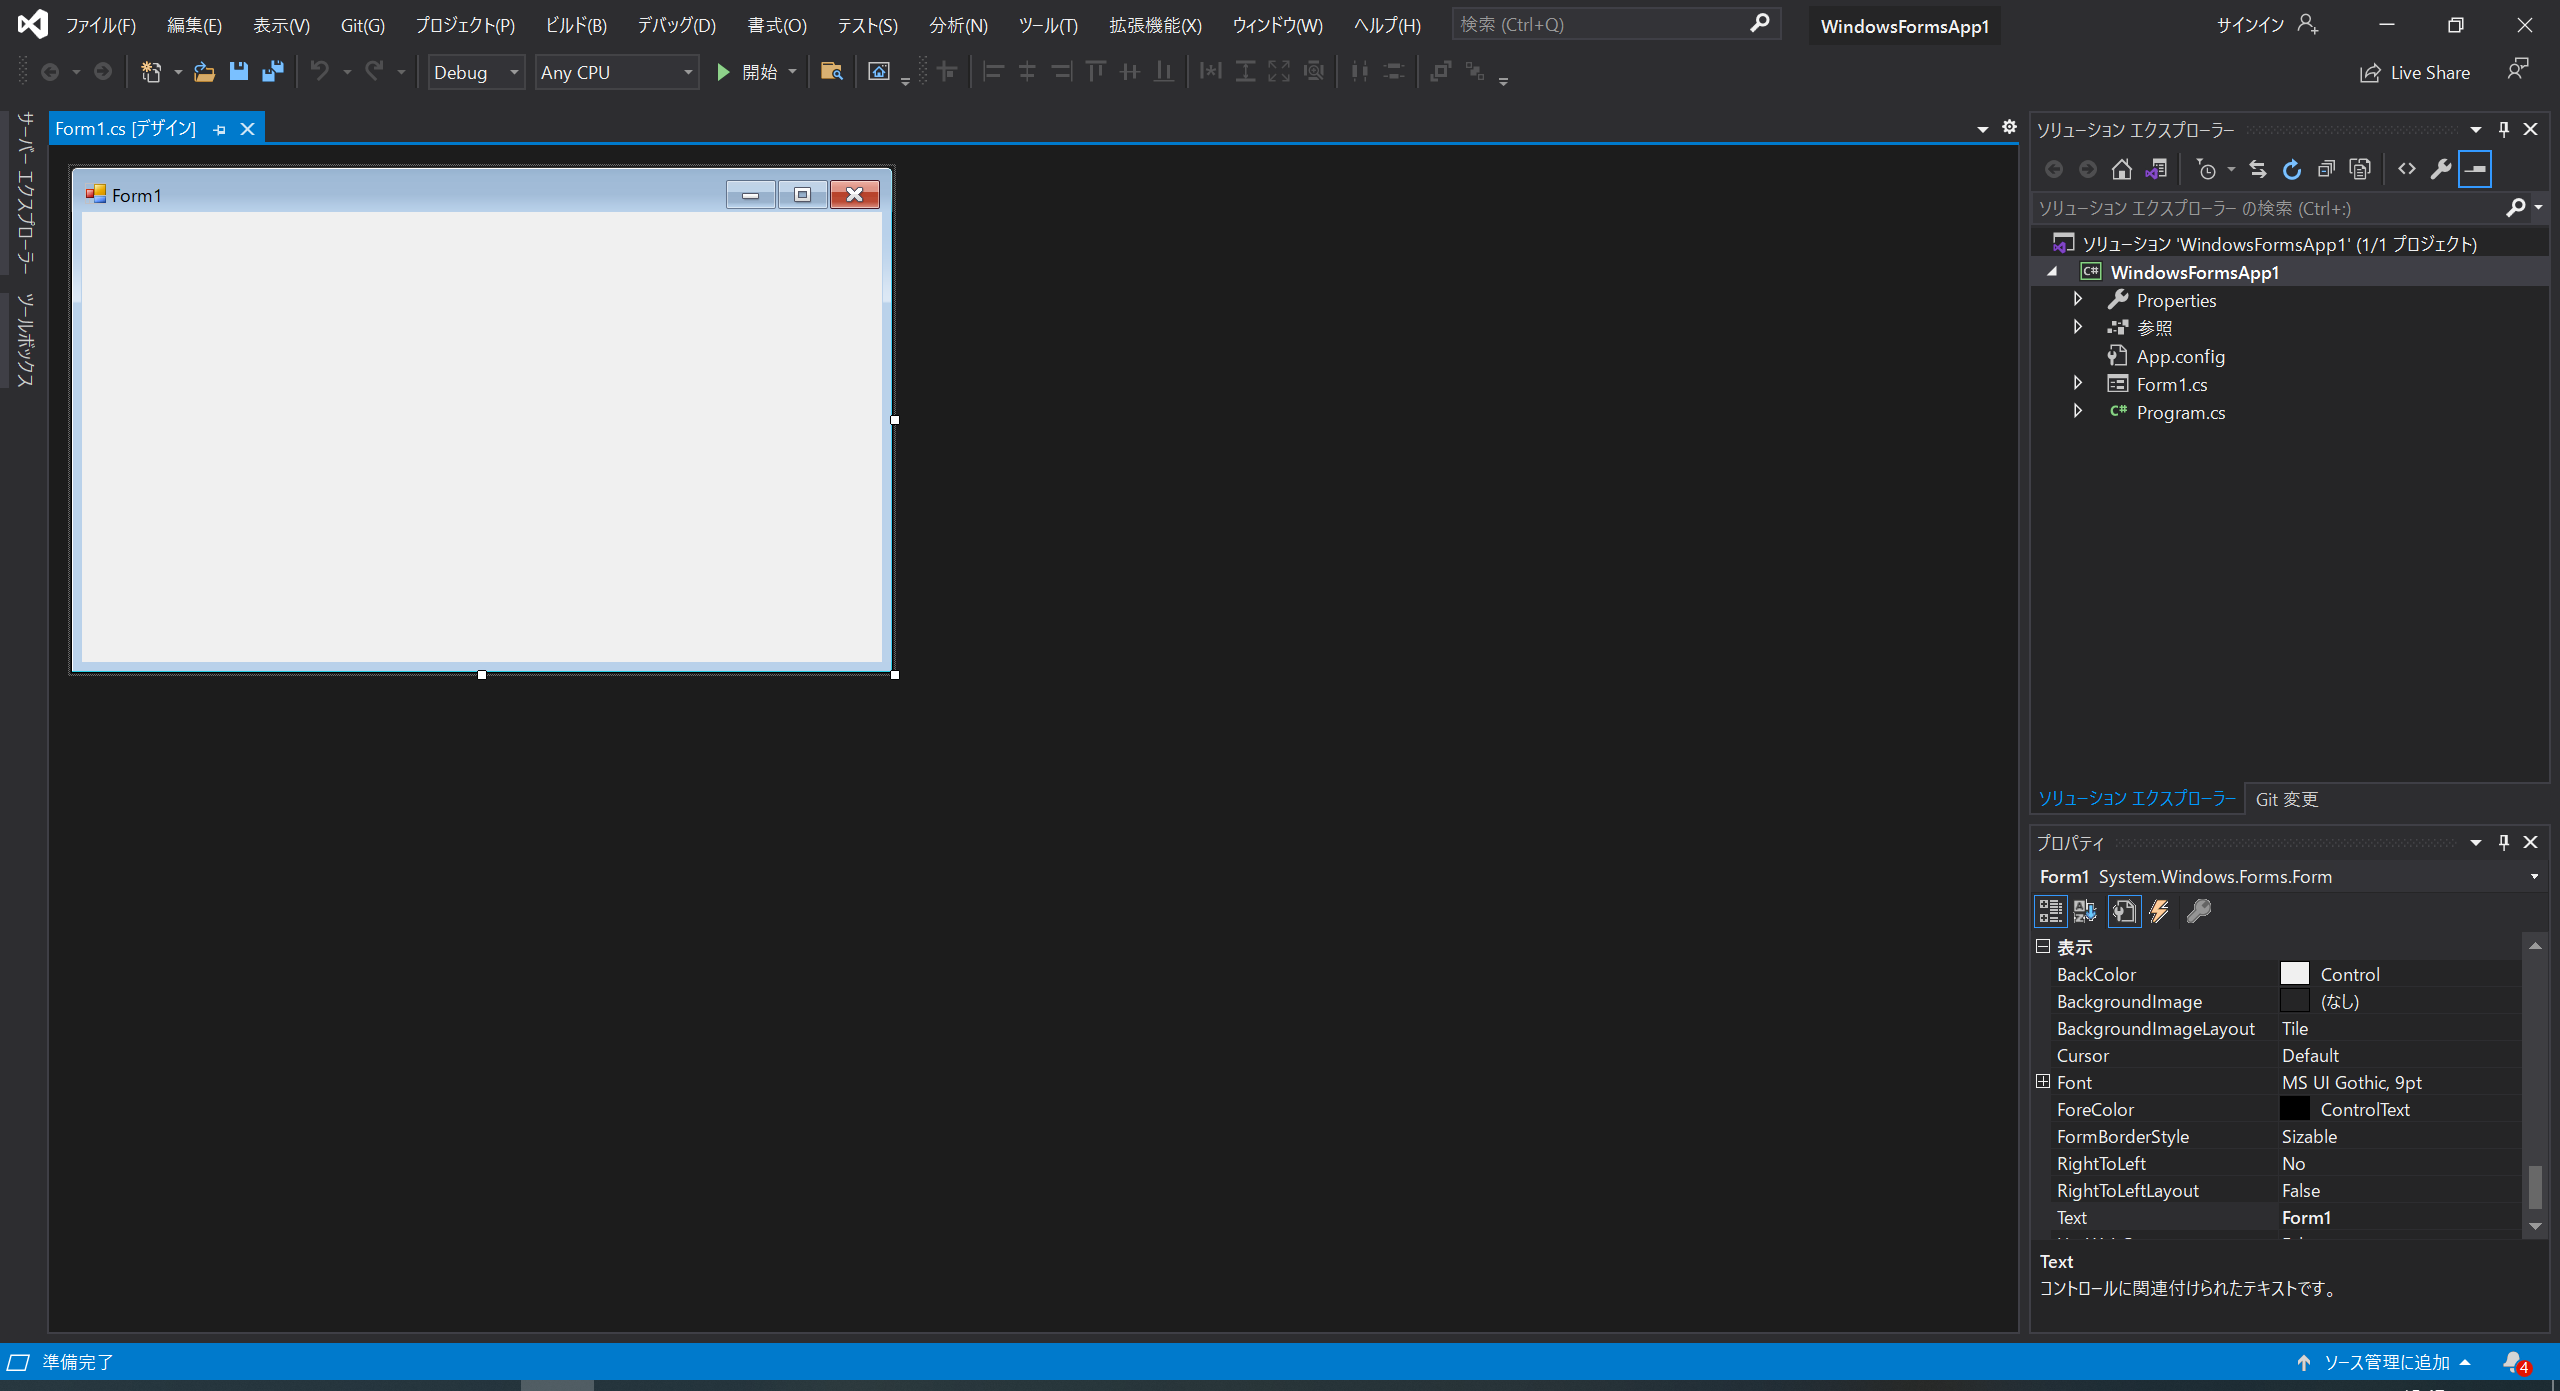 ファイル(F) 編集(E) 表示(V) Git(G) プロジェクト(P) ビルド(B) デバッグ(D) 書式(O) テスト(S) 分析(N) ツール(T) 拡張機能(X) ウィンドウ(W) ヘルプ(H) 検索 (Ctrl+Q) WindowsFormsApp1 サインイン
Debug Any CPU 開始 Live Share
サーバー エクスプローラー
ツールボックス
Form1.cs [デザイン]
Form1
ソリューション エクスプローラー
ソリューション エクスプローラー の検索 (Ctrl+:)
ソリューション 'WindowsFormsApp1' (1/1 プロジェクト)
C# WindowsFormsApp1
Properties
参照
App.config
Form1.cs
C# Program.cs
ソリューション エクスプローラー Git 変更
プロパティ
Form1 System.Windows.Forms.Form
表示
BackColor Control
BackgroundImage (なし)
BackgroundImageLayout Tile
Cursor Default
Font MS UI Gothic, 9pt
ForeColor ControlText
FormBorderStyle Sizable
RightToLeft No
RightToLeftLayout False
Text Form1
Text
コントロールに関連付けられたテキストです。
準備完了 ソース管理に追加 4